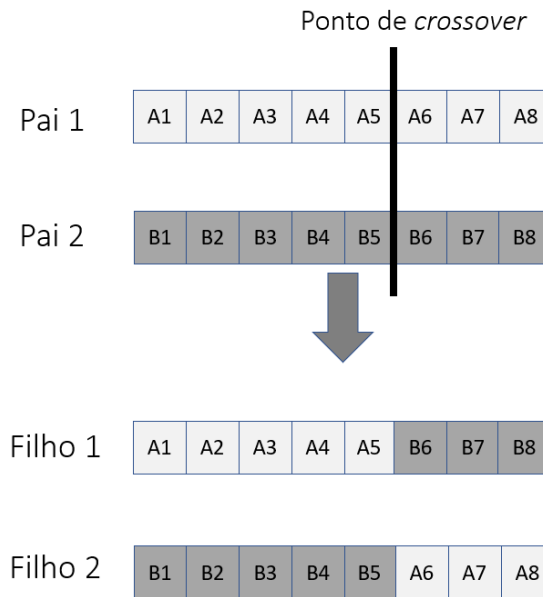 Ponto de crossover
Pai 1 A1 A2 A3 A4 A5 A6 A7 A8
Pai 2 B1 B2 B3 B4 B5 B6 B7 B8
Filho 1 A1 A2 A3 A4 A5 B6 B7 B8
Filho 2 B1 B2 B3 B4 B5 A6 A7 A8